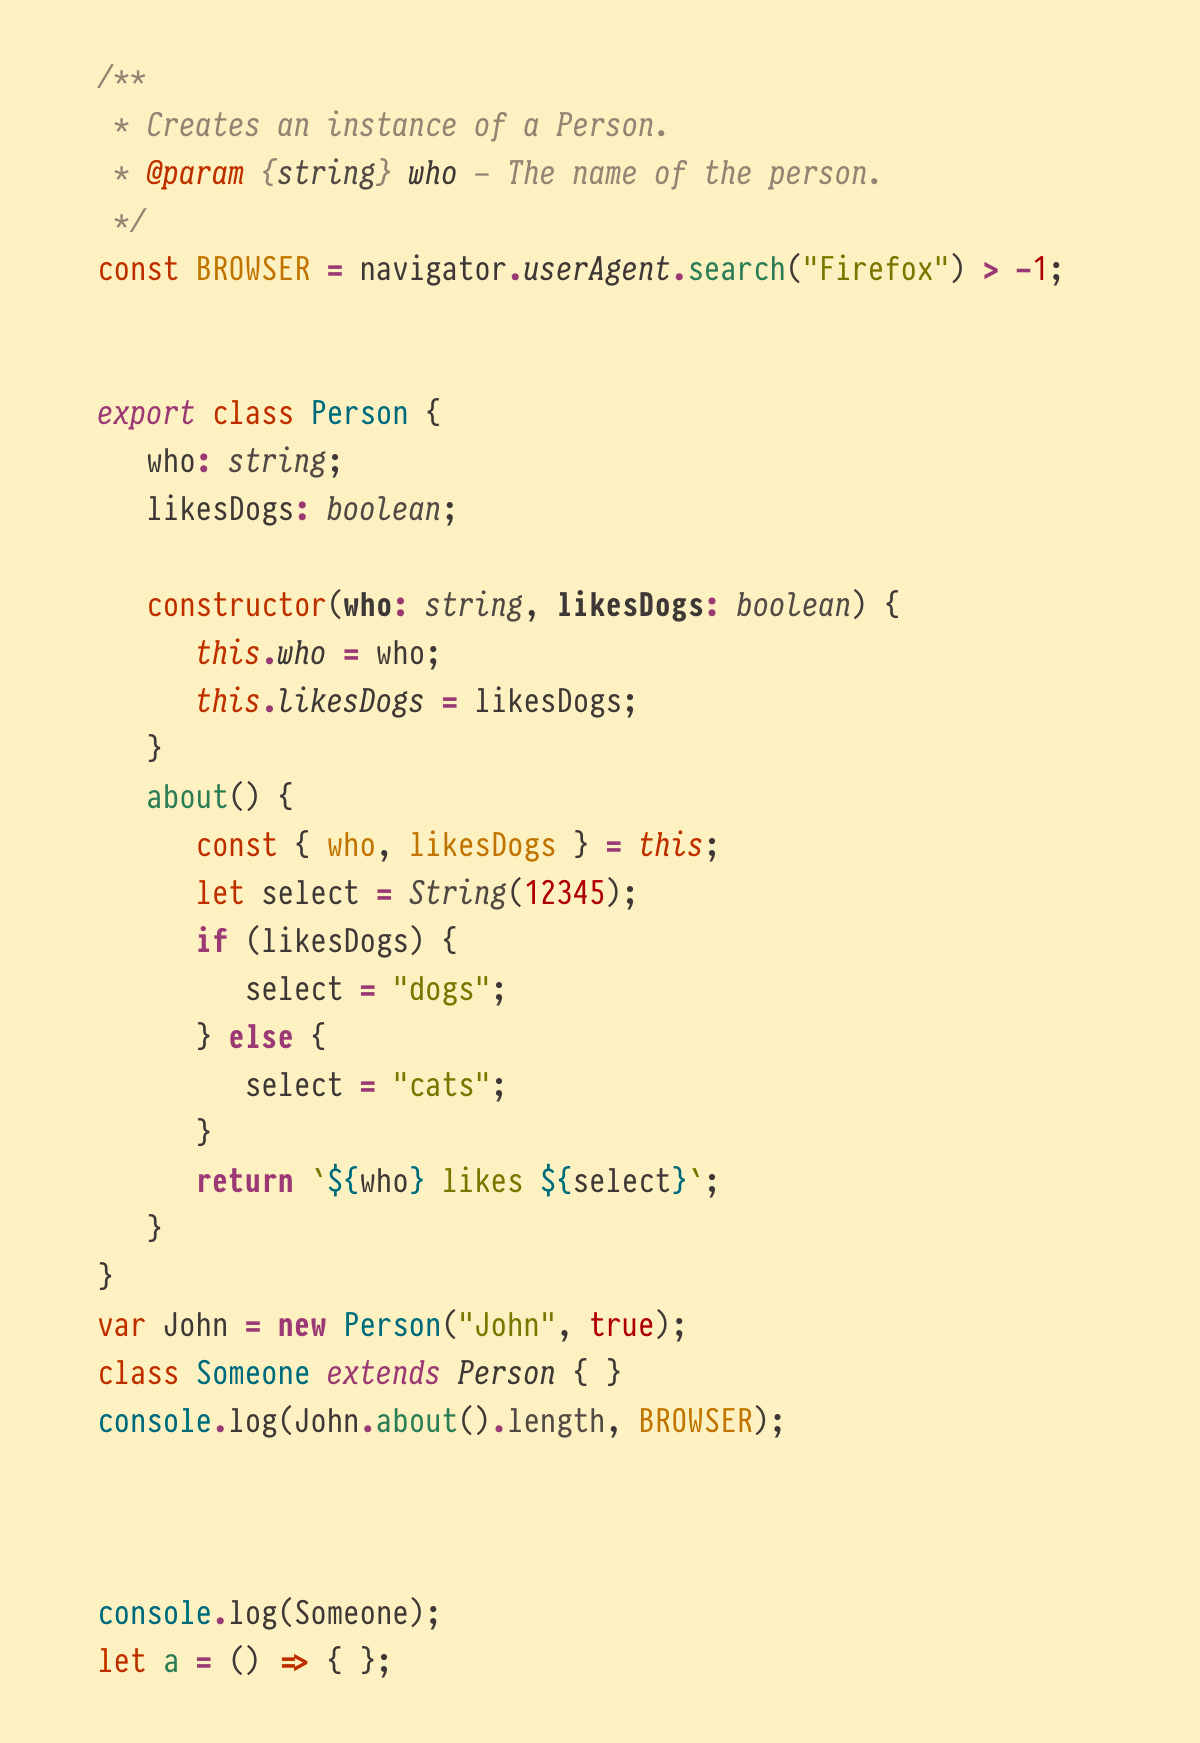 /**
 * Creates an instance of a Person.
 * @param {string} who – The name of the person.
 */
const BROWSER = navigator.userAgent.search("Firefox") > -1;
export class Person {
   who: string;
   likesDogs: boolean;
   constructor(who: string, likesDogs: boolean) {
      this.who = who;
      this.likesDogs = likesDogs;
   }
   about() {
      const { who, likesDogs } = this;
      let select = String(12345);
      if (likesDogs) {
         select = "dogs";
      } else {
         select = "cats";
      }
      return `${who} likes ${select}`;
   }
}
var John = new Person("John", true);
class Someone extends Person { }
console.log(John.about().length, BROWSER);
console.log(Someone);
let a = () => { };